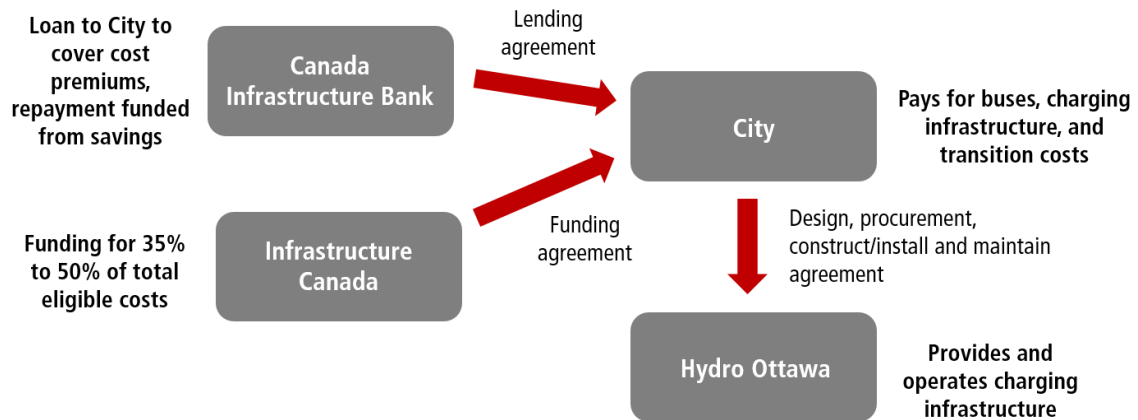 Loan to City to
cover cost
premiums,
repayment funded
from savings
Canada
Infrastructure Bank
Lending
agreement
City
Pays for buses, charging
infrastructure, and
transition costs
Funding for 35%
to 50% of total
eligible costs
Infrastructure
Canada
Funding
agreement
Design, procurement,
construct/install and maintain
agreement
Hydro Ottawa
Provides and
operates charging
infrastructure